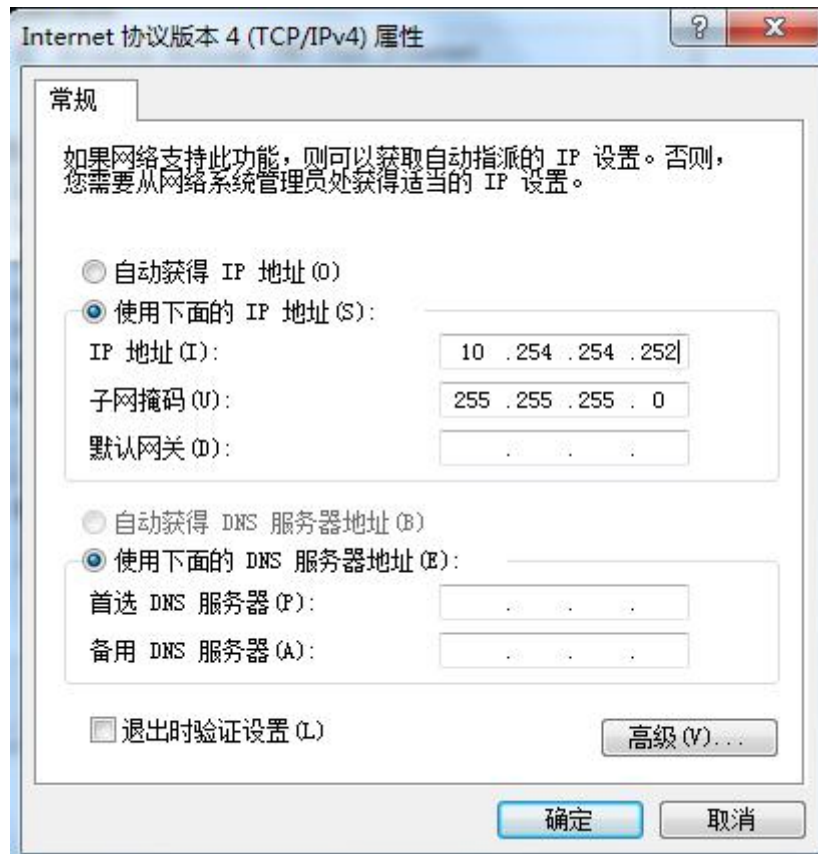 Internet 协议版本 4 (TCP/IPv4) 属性
常规
如果网络支持此功能，则可以获取自动指派的 IP 设置。否则，
您需要从网络系统管理员处获得适当的 IP 设置。
自动获得 IP 地址(O)
使用下面的 IP 地址(S):
IP 地址(I): 10 .254 .254 .252
子网掩码(U): 255 .255 .255 . 0
默认网关(D): . . .
自动获得 DNS 服务器地址(B)
使用下面的 DNS 服务器地址(E):
首选 DNS 服务器(P): . . .
备用 DNS 服务器(A): . . .
退出时验证设置(L)
高级(V)...
确定 取消